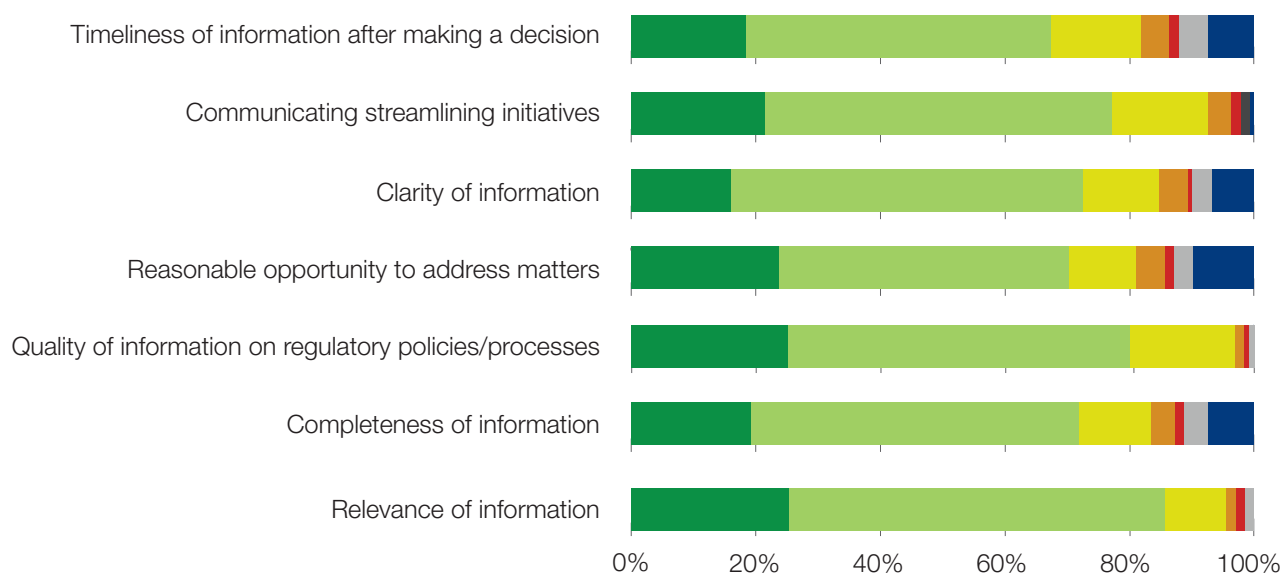 Timeliness of information after making a decision
Communicating streamlining initiatives
Clarity of information
Reasonable opportunity to address matters
Quality of information on regulatory policies/processes
Completeness of information
Relevance of information
0% 20% 40% 60% 80% 100%